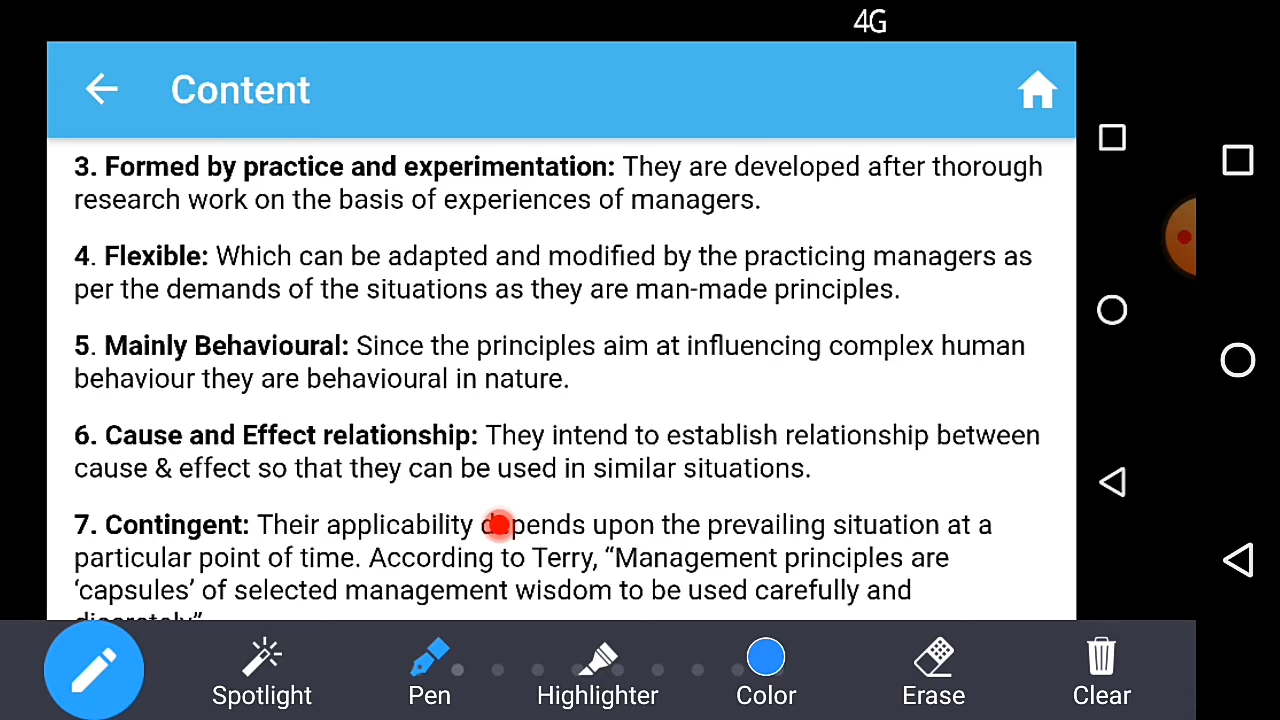 4G
Content
3. Formed by practice and experimentation: They are developed after thorough
research work on the basis of experiences of managers.
4. Flexible: Which can be adapted and modified by the practicing managers as
per the demands of the situations as they are man-made principles.
5. Mainly Behavioural: Since the principles aim at influencing complex human
behaviour they are behavioural in nature.
6. Cause and Effect relationship: They intend to establish relationship between
cause & effect so that they can be used in similar situations.
7. Contingent: Their applicability depends upon the prevailing situation at a
particular point of time. According to Terry, “Management principles are
‘capsules’ of selected management wisdom to be used carefully and
Spotlight
Pen
Highlighter
Color
Erase
Clear